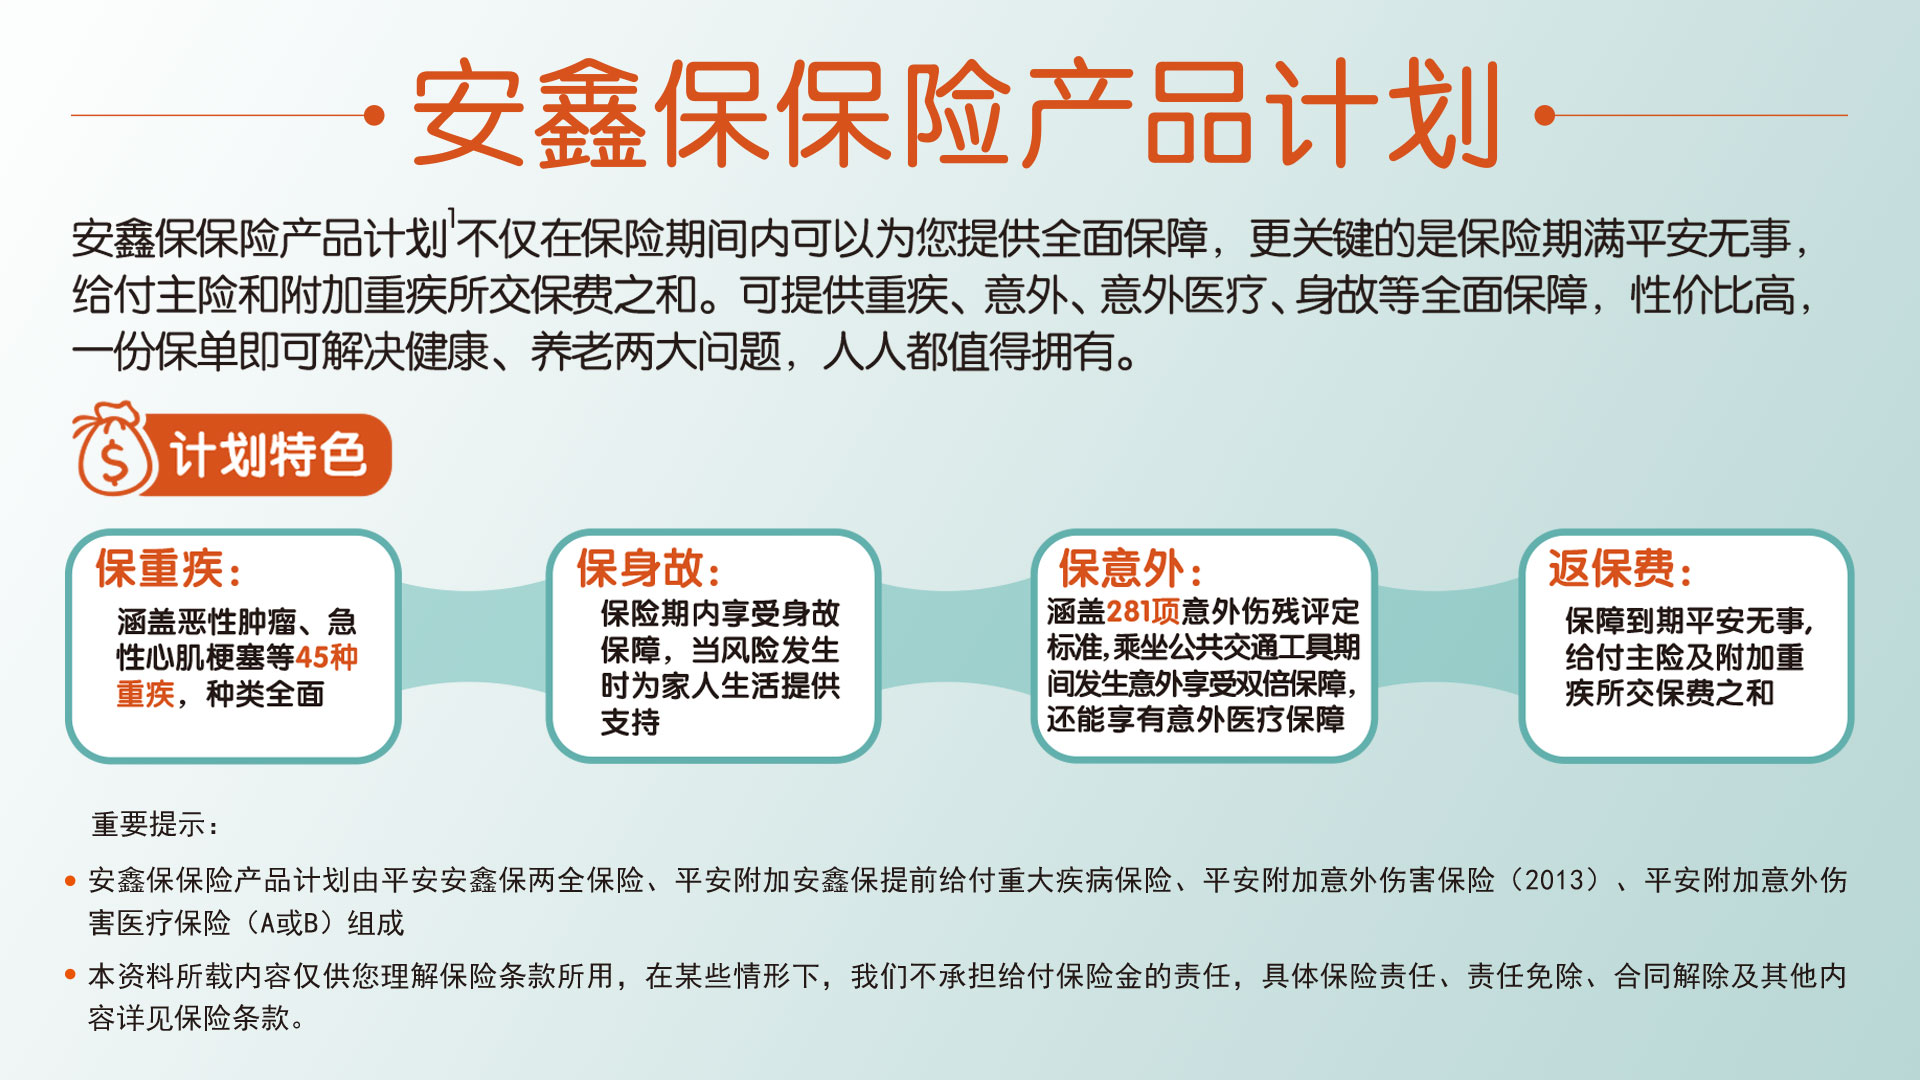 安鑫保保险产品计划
安鑫保保险产品计划1不仅在保险期间内可以为您提供全面保障，更关键的是保险期满平安无事，
给付主险和附加重疾所交保费之和。可提供重疾、意外、意外医疗、身故等全面保障，性价比高，
一份保单即可解决健康、养老两大问题，人人都值得拥有。
计划特色
保重疾：
涵盖恶性肿瘤、急
性心肌梗塞等45种
重疾，种类全面
保身故：
保险期内享受身故
保障，当风险发生
时为家人生活提供
支持
保意外：
涵盖281项意外伤残评定
标准,乘坐公共交通工具期
间发生意外享受双倍保障，
还能享有意外医疗保障
返保费：
保障到期平安无事,
给付主险及附加重
疾所交保费之和
重要提示：
安鑫保保险产品计划由平安安鑫保两全保险、平安附加安鑫保提前给付重大疾病保险、平安附加意外伤害保险（2013）、平安附加意外伤
害医疗保险（A或B）组成
本资料所载内容仅供您理解保险条款所用，在某些情形下，我们不承担给付保险金的责任，具体保险责任、责任免除、合同解除及其他内
容详见保险条款。